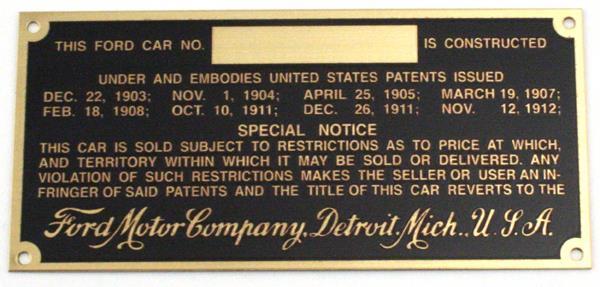 THIS FORD CAR NO. IS CONSTRUCTED
UNDER AND EMBODIES UNITED STATES PATENTS ISSUED
DEC. 22, 1903; NOV. 1, 1904; APRIL 25, 1905; MARCH 19, 1907;
FEB. 18, 1908; OCT. 10, 1911; DEC. 26, 1911; NOV. 12, 1912;
SPECIAL NOTICE
THIS CAR IS SOLD SUBJECT TO RESTRICTIONS AS TO PRICE AT WHICH,
AND TERRITORY WITHIN WHICH IT MAY BE SOLD OR DELIVERED. ANY
VIOLATION OF SUCH RESTRICTIONS MAKES THE SELLER OR USER AN IN-
FRINGER OF SAID PATENTS AND THE TITLE OF THIS CAR REVERTS TO THE
Ford Motor Company, Detroit, Mich., U.S.A.